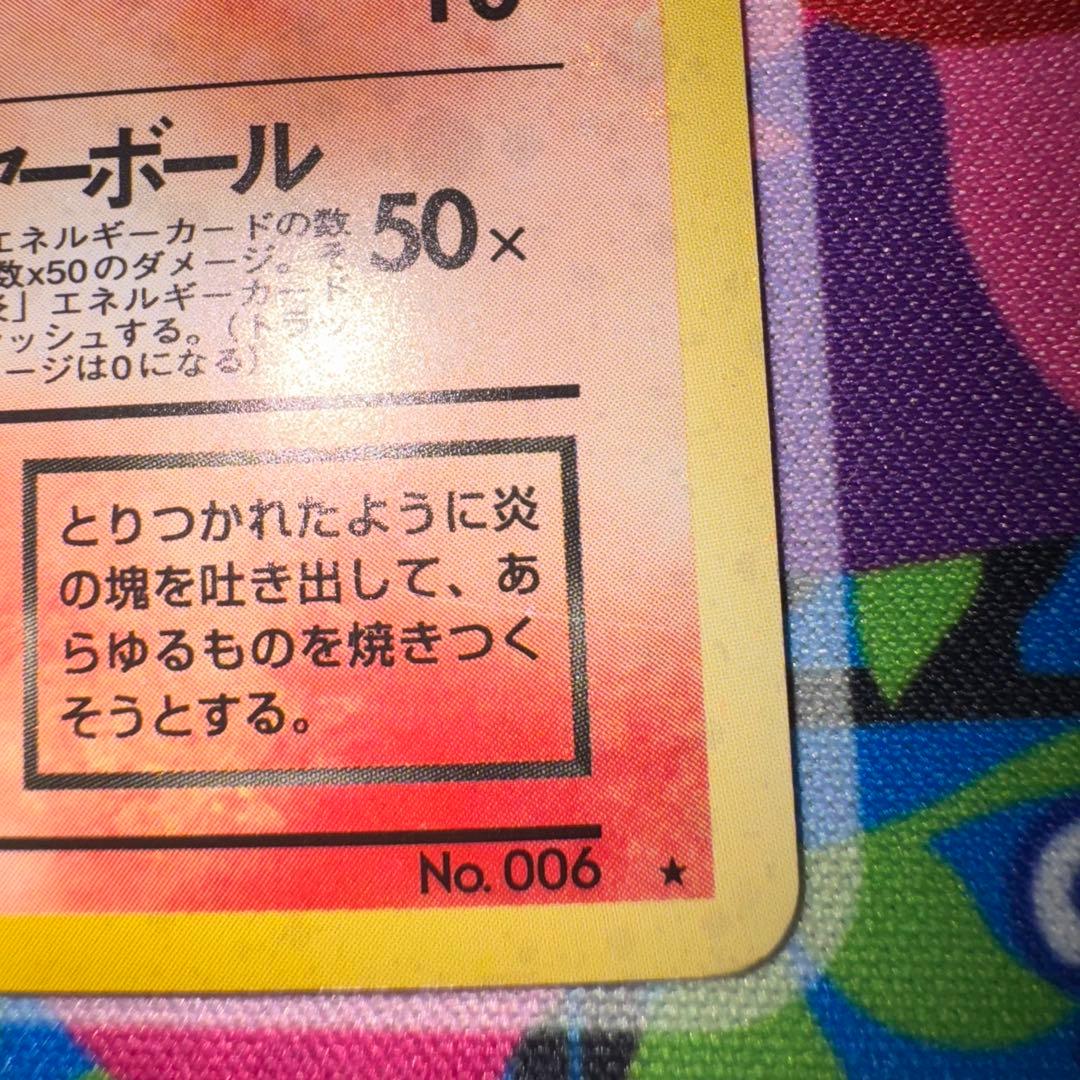 10
ァーボール
エネルギーカードの数
数x50のダメージ。そ
炎」エネルギーカード
ッシュする。（トラッ
ージは0になる）
50×
とりつかれたように炎
の塊を吐き出して、あ
らゆるものを焼きつく
そうとする。
No. 006 ★